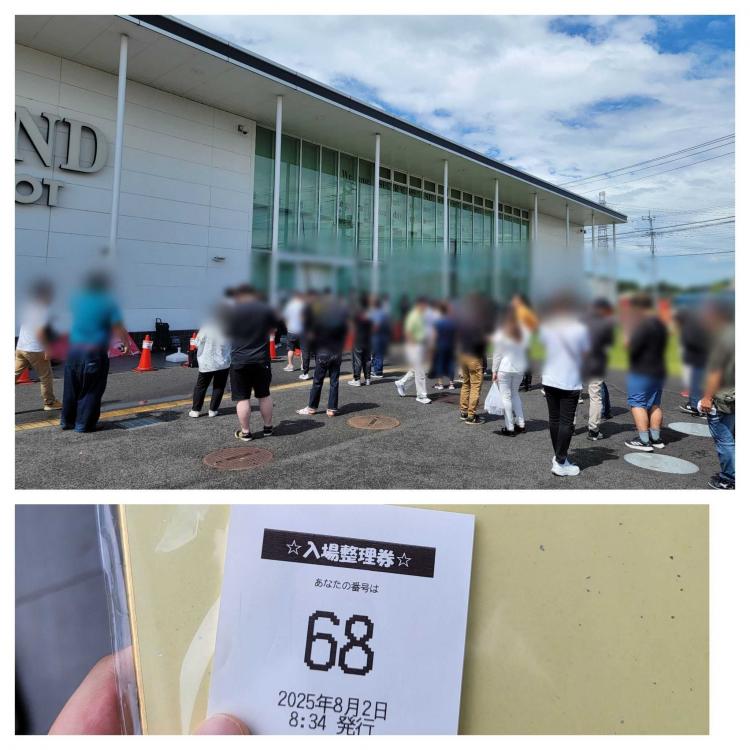 ND
OT
☆入場整理券☆
あなたの番号は
68
2025年8月2日
8:34 発行